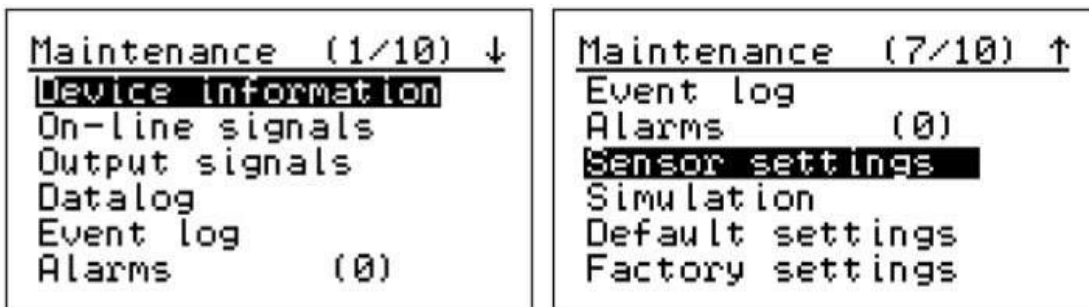 Maintenance (1/10) ↓
Device information
On-line signals
Output signals
Datalog
Event log
Alarms (0)
Maintenance (7/10) ↑
Event log
Alarms (0)
Sensor settings
Simulation
Default settings
Factory settings